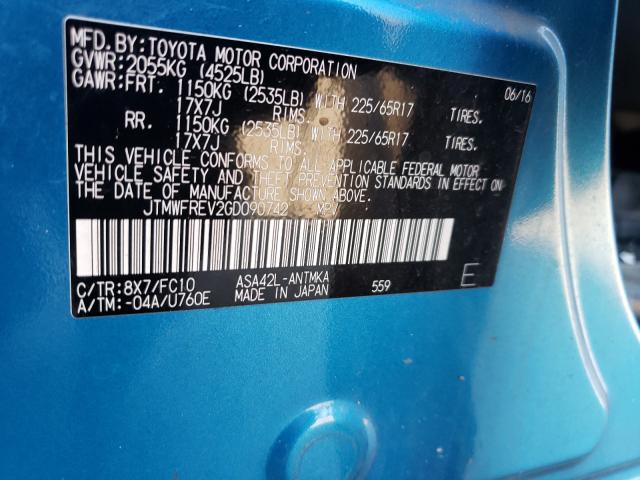 MFD.BY:TOYOTA MOTOR CORPORATION 06/16
GVWR:2055KG (4525LB)
GAWR:FRT. 1150KG (2535LB) WITH 225/65R17 TIRES.
17X7J RIMS.
RR. 1150KG (2535LB) WITH 225/65R17 TIRES.
17X7J RIMS.
THIS VEHICLE CONFORMS TO ALL APPLICABLE FEDERAL MOTOR
VEHICLE SAFETY AND THEFT PREVENTION STANDARDS IN EFFECT ON
THE DATE OF MANUFACTURE SHOWN ABOVE.
JTMWFREV2GD090742 MPV
C/TR:8X7/FC10 ASA42L-ANTMKA
A/TM:-04A/U760E MADE IN JAPAN 559 E